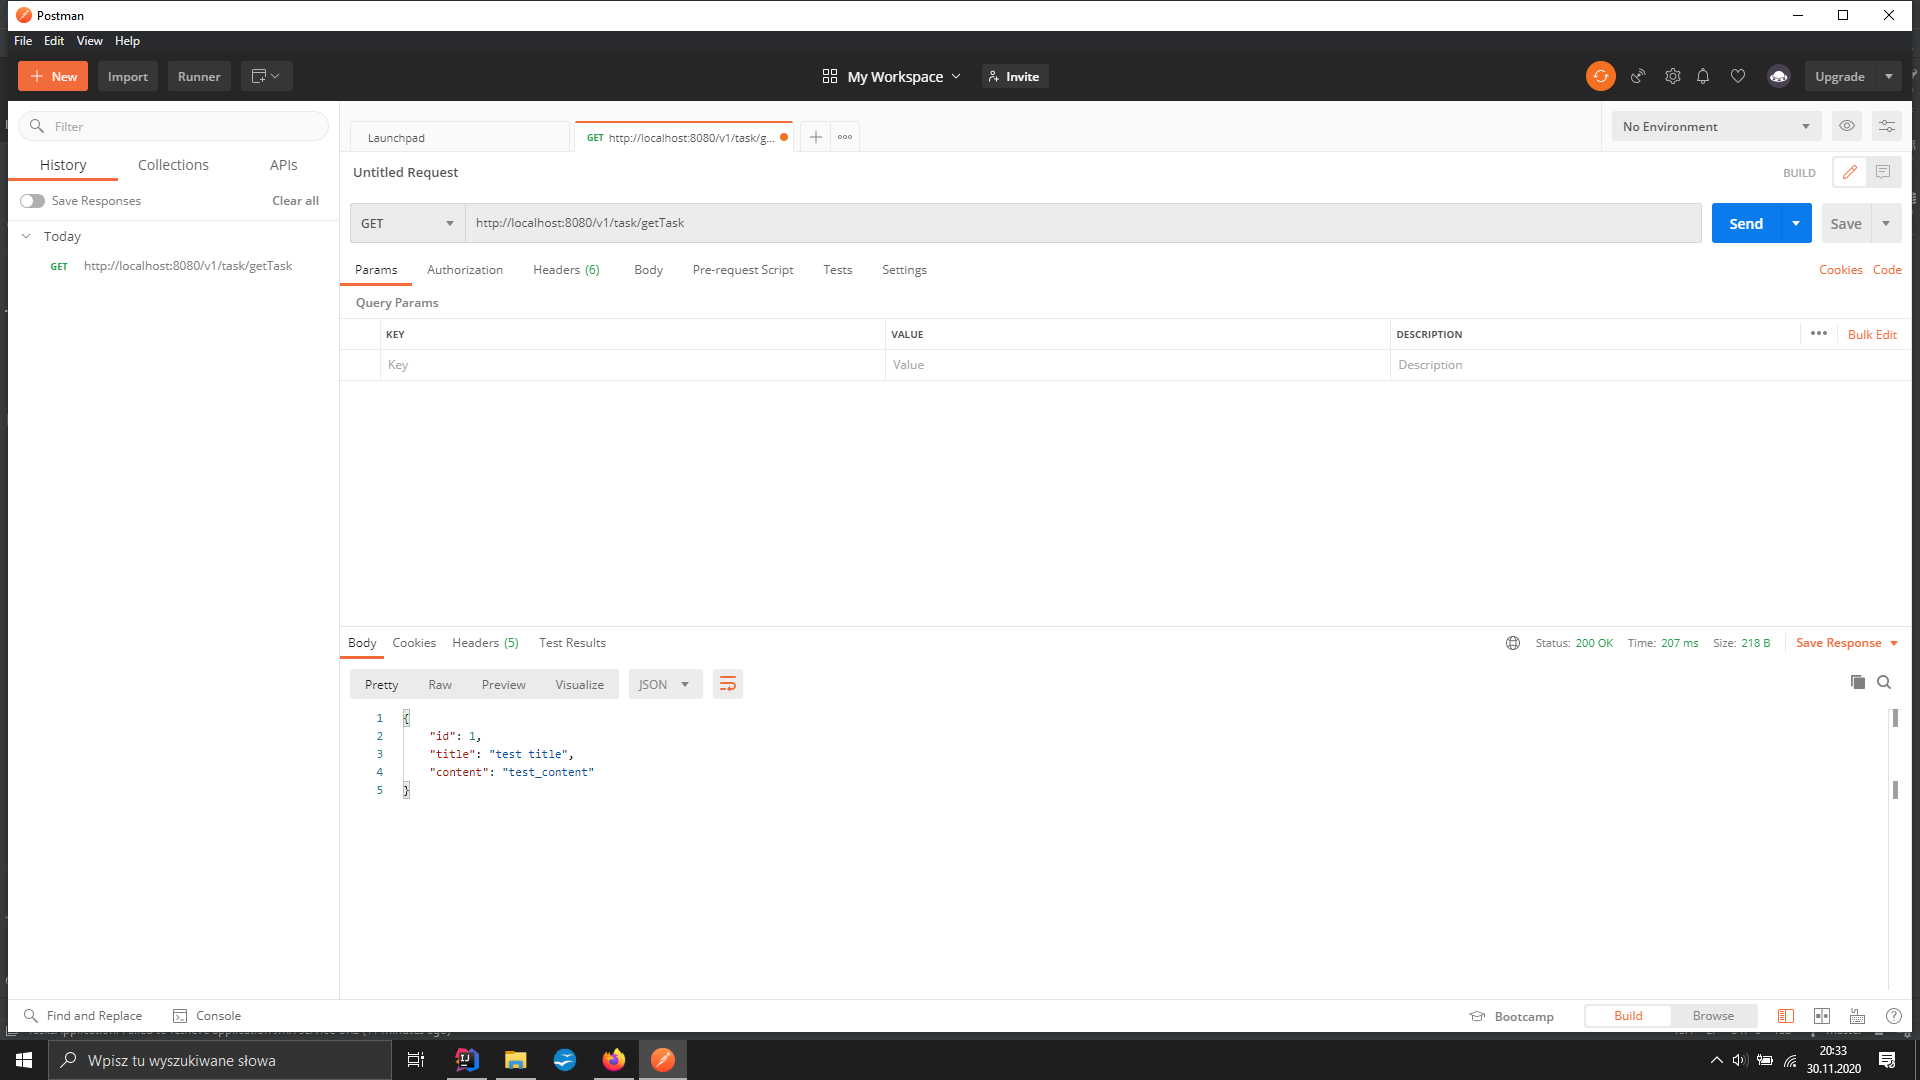 Postman
File Edit View Help
New Import Runner My Workspace Invite Upgrade
Filter
History Collections APIs
Save Responses Clear all
Today
GET http://localhost:8080/v1/task/getTask
Launchpad GET http://localhost:8080/v1/task/g... No Environment
Untitled Request BUILD
GET http://localhost:8080/v1/task/getTask Send Save
Params Authorization Headers (6) Body Pre-request Script Tests Settings Cookies Code
Query Params
KEY VALUE DESCRIPTION Bulk Edit
Key Value Description
Body Cookies Headers (5) Test Results Status: 200 OK Time: 207 ms Size: 218 B Save Response
Pretty Raw Preview Visualize JSON
1 {
2 "id": 1,
3 "title": "test title",
4 "content": "test_content"
5 }
Find and Replace Console Bootcamp Build Browse
Wpisz tu wyszukiwane słowa
20:33
30.11.2020